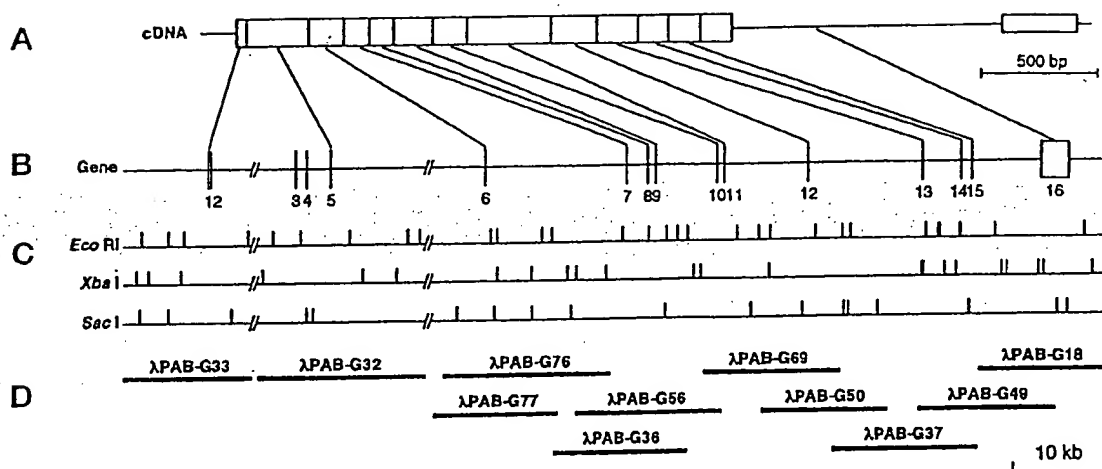 A
cDNA
500 bp
B
Gene
12 3 4 5 6 7 89 1011 12 13 1415 16
C
Eco RI
Xba I
Sac I
D
λPAB-G33 λPAB-G32 λPAB-G76 λPAB-G69 λPAB-G18
λPAB-G77 λPAB-G56 λPAB-G50 λPAB-G49
λPAB-G36 λPAB-G37
10 kb